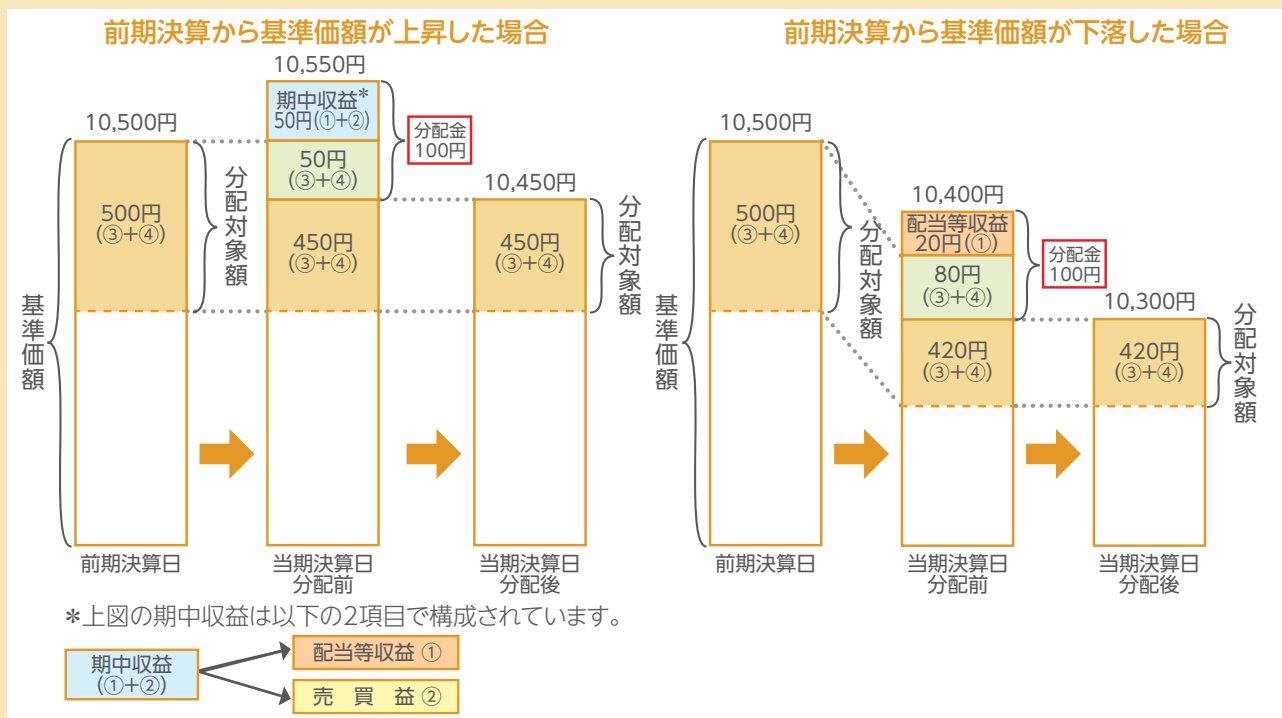 前期決算から基準価額が上昇した場合
10,500円
500円
(③+④)
基準価額
分配対象額
前期決算日
10,550円
期中収益*
50円(①+②)
50円
(③+④)
450円
(③+④)
分配金
100円
当期決算日
分配前
10,450円
450円
(③+④)
分配対象額
当期決算日
分配後
*上図の期中収益は以下の2項目で構成されています。
期中収益
(①+②)
配当等収益 ①
売 買 益 ②
前期決算から基準価額が下落した場合
10,500円
500円
(③+④)
基準価額
分配対象額
前期決算日
10,400円
配当等収益
20円(①)
80円
(③+④)
420円
(③+④)
分配金
100円
当期決算日
分配前
10,300円
420円
(③+④)
分配対象額
当期決算日
分配後